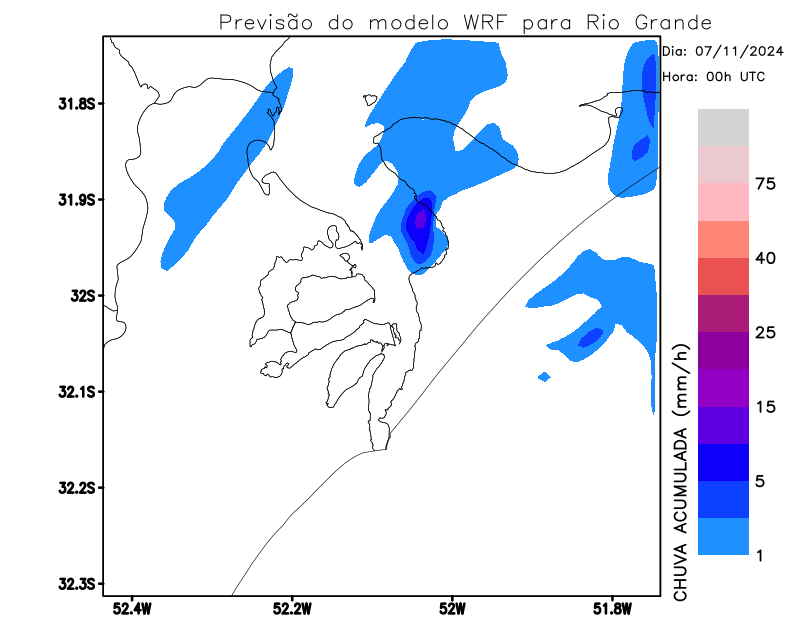 Previsão do modelo WRF para Rio Grande
Dia: 07/11/2024
Hora: 00h UTC
31.8S
31.9S
32S
32.1S
32.2S
32.3S
52.4W
52.2W
52W
51.8W
75
40
25
15
5
1
CHUVA ACUMULADA (mm/h)